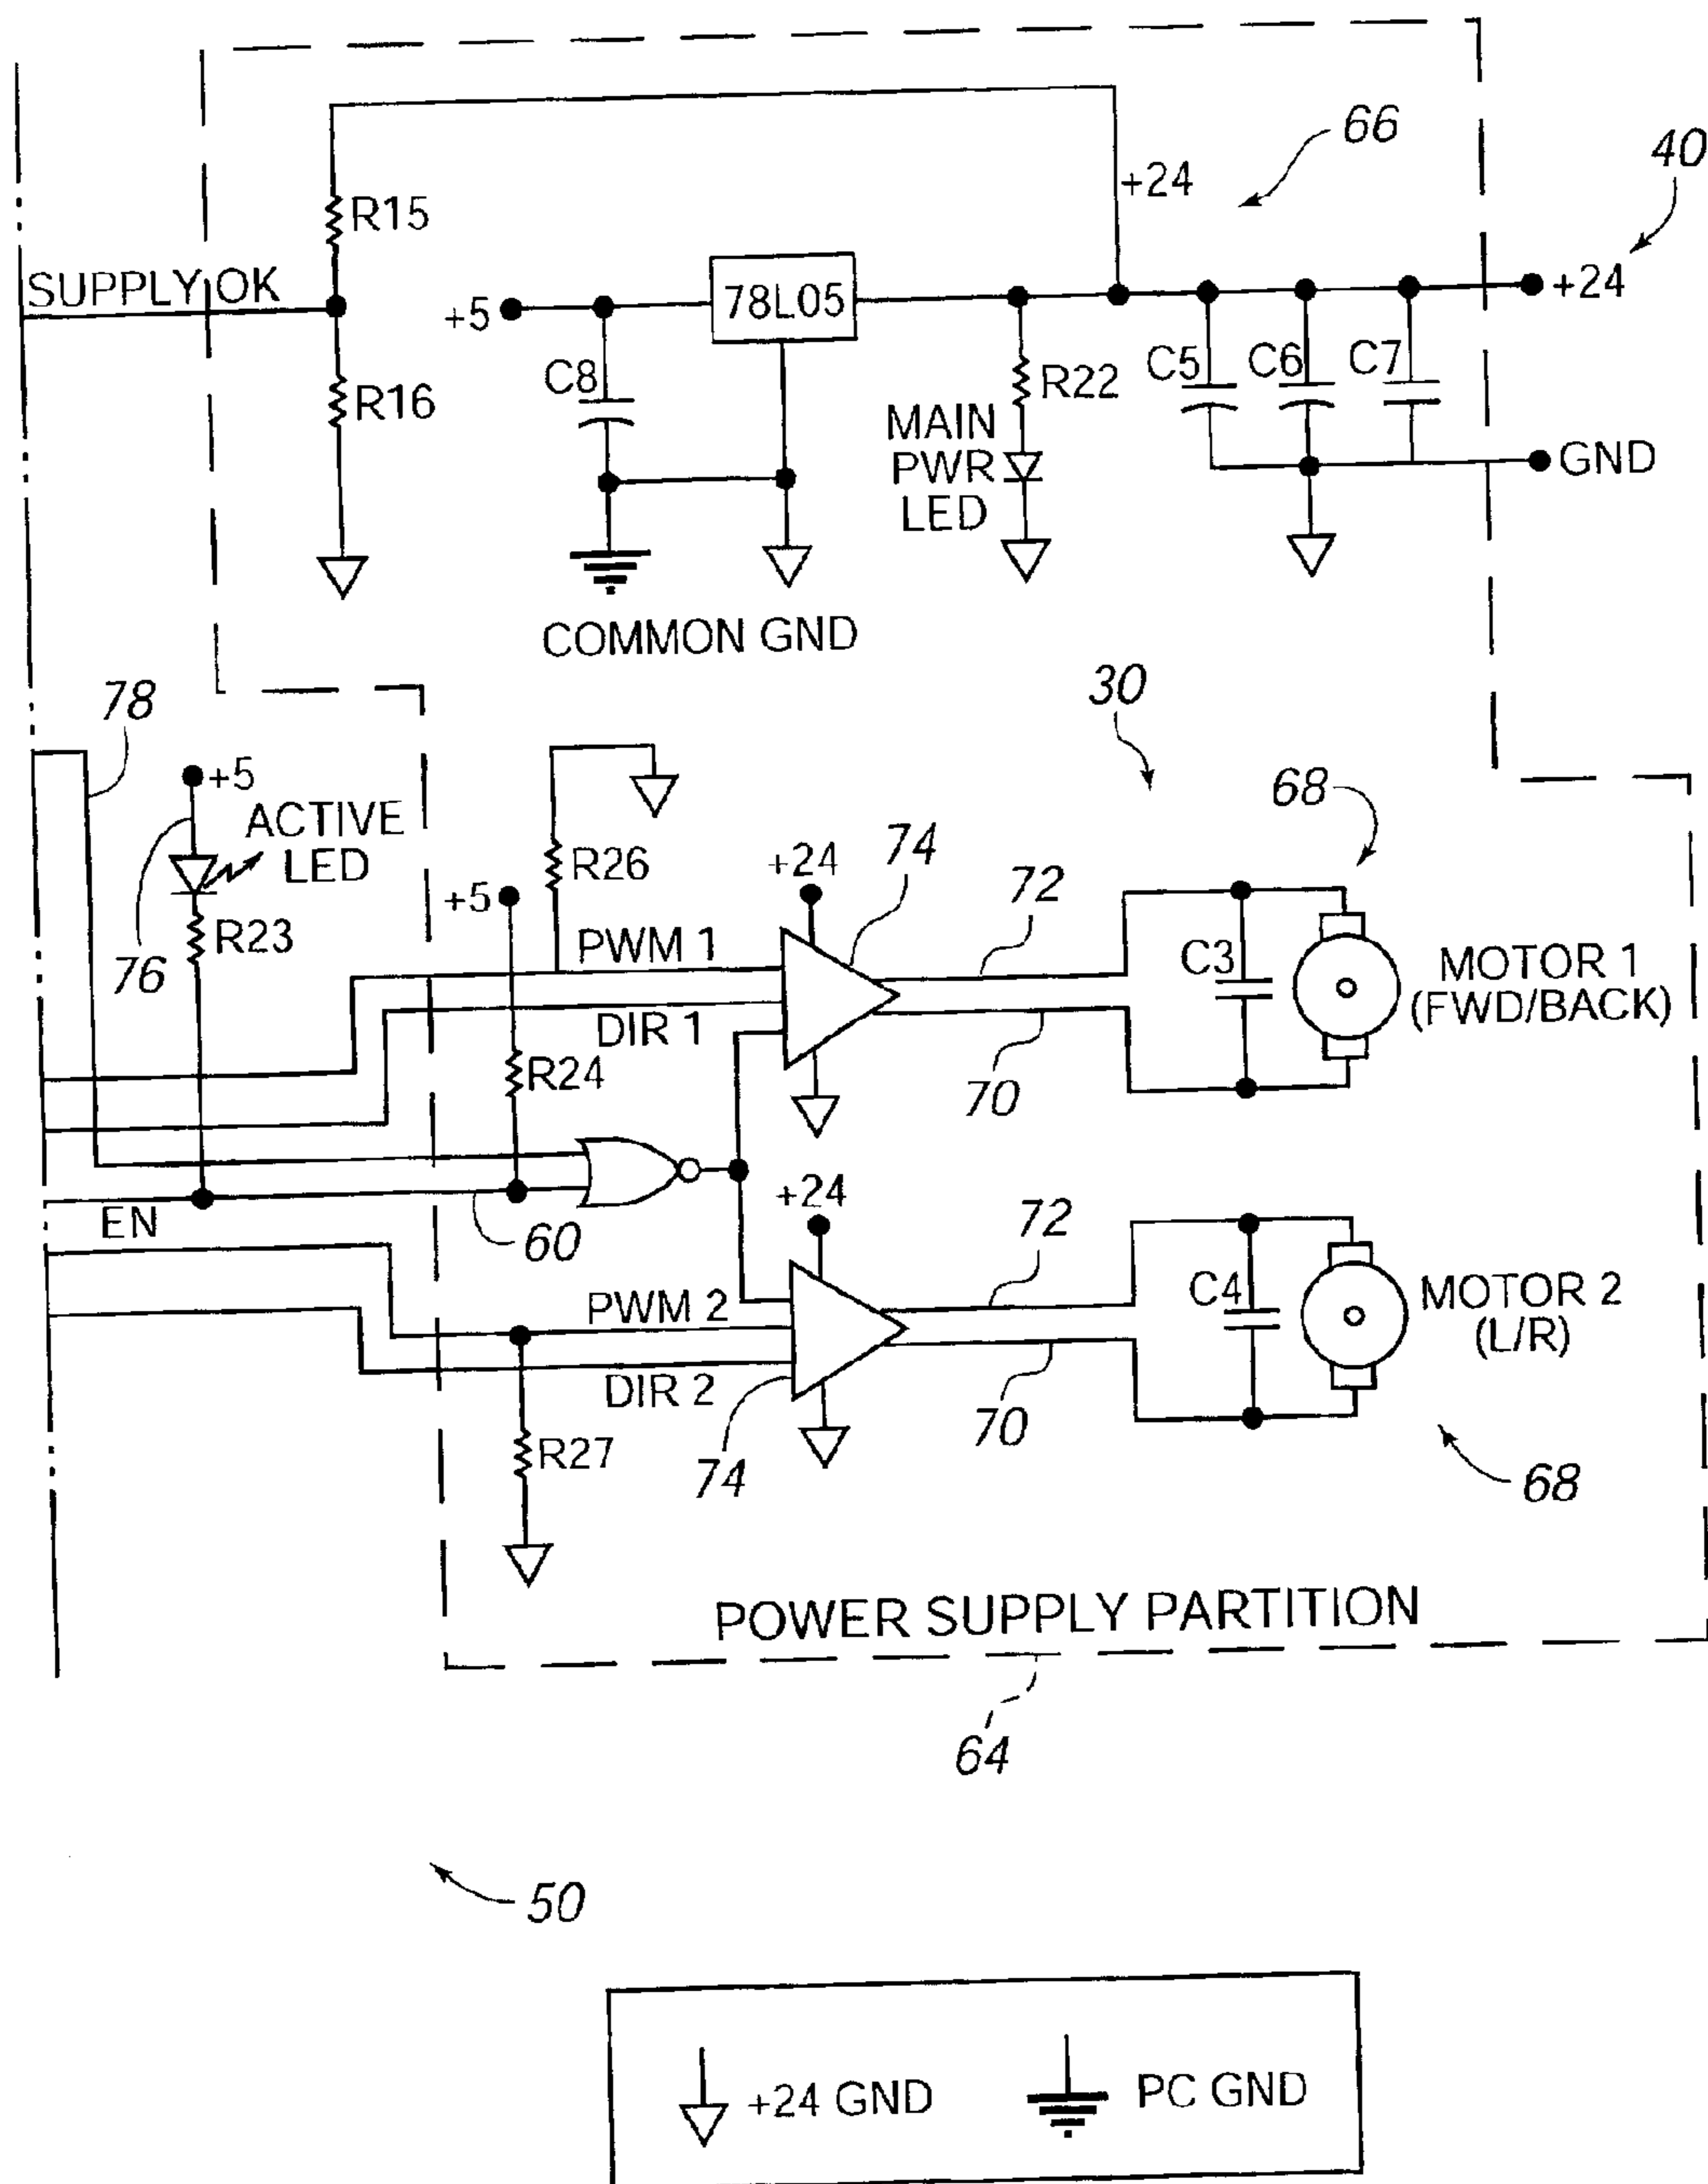 66
40
+24
R15
SUPPLY OK
+5
78L05
+24
C8
R22
C5
C6
C7
R16
MAIN
PWR
LED
GND
COMMON GND
78
30
+5
68
ACTIVE
LED
+24
74
R26
72
+5
R23
PWM 1
C3
MOTOR 1
(FWD/BACK)
76
DIR 1
R24
70
+24
72
EN
60
C4
MOTOR 2
(L/R)
PWM 2
DIR 2
70
R27
74
68
POWER SUPPLY PARTITION
64
50
+24 GND
PC GND